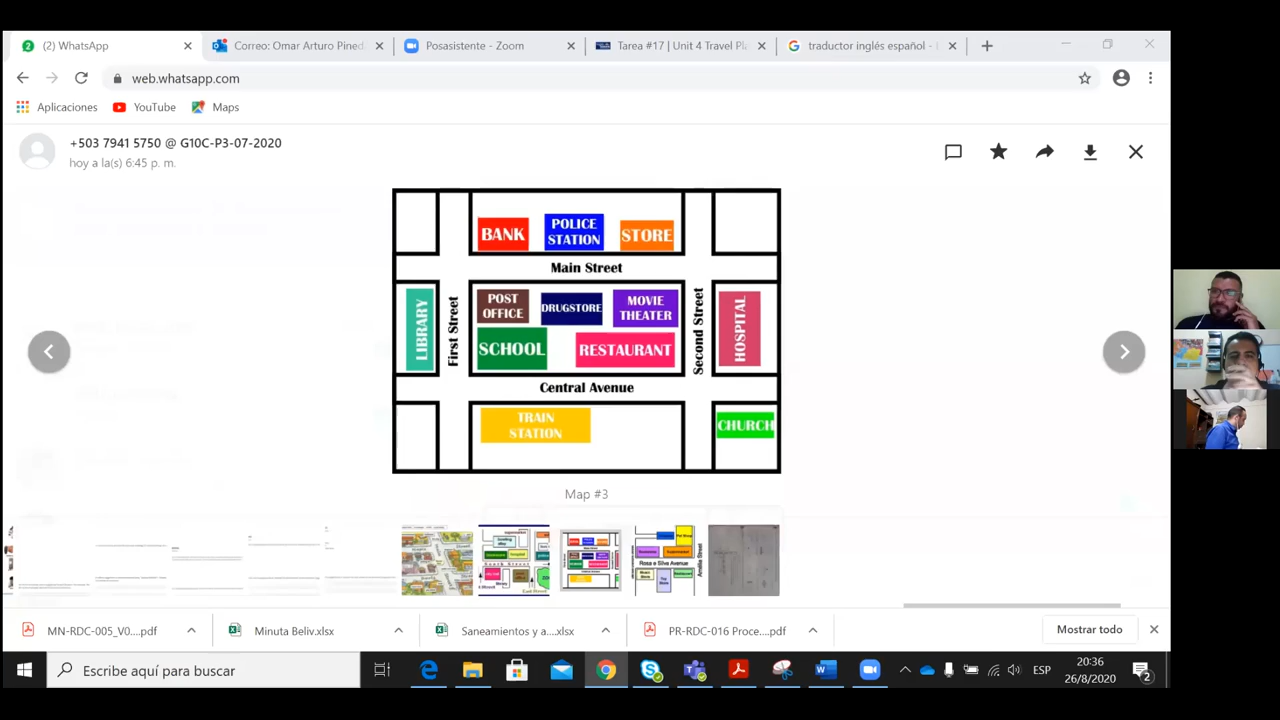 (2) WhatsApp
Correo: Omar Arturo Pined
Posasistente - Zoom
Tarea #17 | Unit 4 Travel Pl
traductor inglés español -
web.whatsapp.com
Aplicaciones
YouTube
Maps
+503 7941 5750 @ G10C-P3-07-2020
hoy a la(s) 6:45 p. m.
BANK
POLICE
STATION
STORE
Main Street
LIBRARY
First Street
POST
OFFICE
DRUGSTORE
MOVIE
THEATER
SCHOOL
RESTAURANT
Second Street
HOSPITAL
Central Avenue
TRAIN
STATION
CHURCH
Map #3
Rosa e Silva Avenue
MN-RDC-005_V0....pdf
Minuta Beliv.xlsx
Saneamientos y a....xlsx
PR-RDC-016 Proce....pdf
Mostrar todo
Escribe aquí para buscar
ESP
20:36
26/8/2020
2